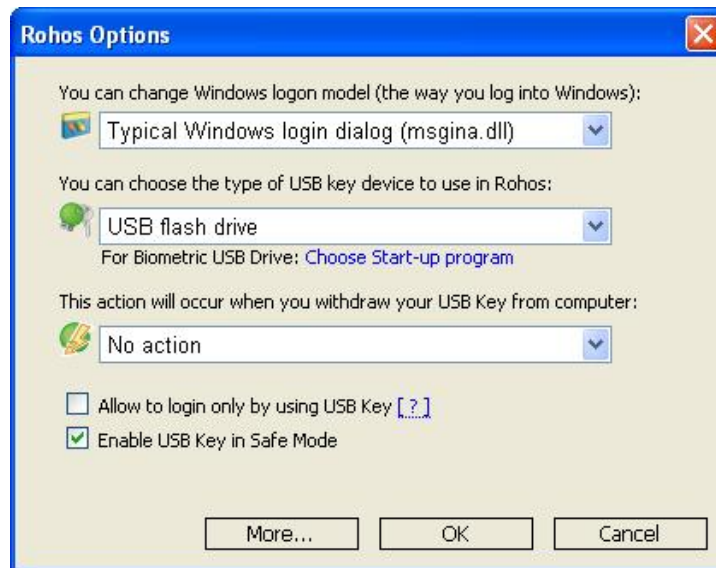 Rohos Options
You can change Windows logon model (the way you log into Windows):
Typical Windows login dialog (msgina.dll)
You can choose the type of USB key device to use in Rohos:
USB flash drive
For Biometric USB Drive: Choose Start-up program
This action will occur when you withdraw your USB Key from computer:
No action
Allow to login only by using USB Key [ ? ]
Enable USB Key in Safe Mode
More... OK Cancel